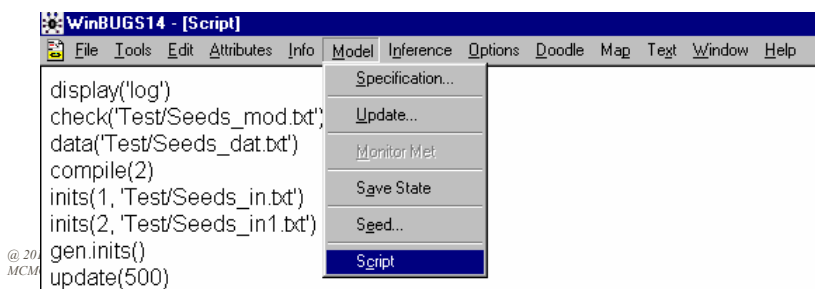 WinBUGS14 - [Script]
File Tools Edit Attributes Info Model Inference Options Doodle Map Text Window Help
display('log')
check('Test/Seeds_mod.txt')
data('Test/Seeds_dat.txt')
compile(2)
inits(1, 'Test/Seeds_in.txt')
inits(2, 'Test/Seeds_in1.txt')
gen.inits()
update(500)
Specification...
Update...
Monitor Met
Save State
Seed...
Script
@ 201
MCM